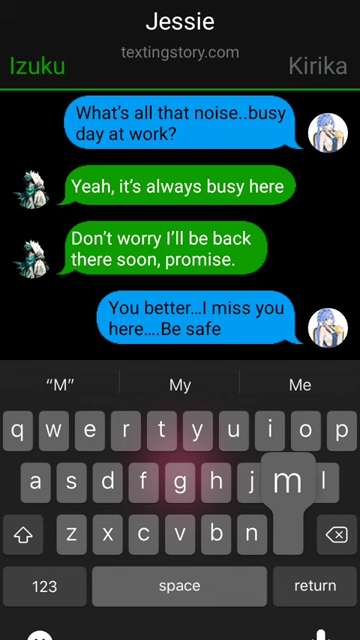 Jessie
textingstory.com
Izuku
Kirika
What’s all that noise..busy
day at work?
Yeah, it’s always busy here
Don’t worry I’ll be back
there soon, promise.
You better...I miss you
here....Be safe
“M” My Me
q w e r t y u i o p
a s d f g h j m l
z x c v b n
123 space return